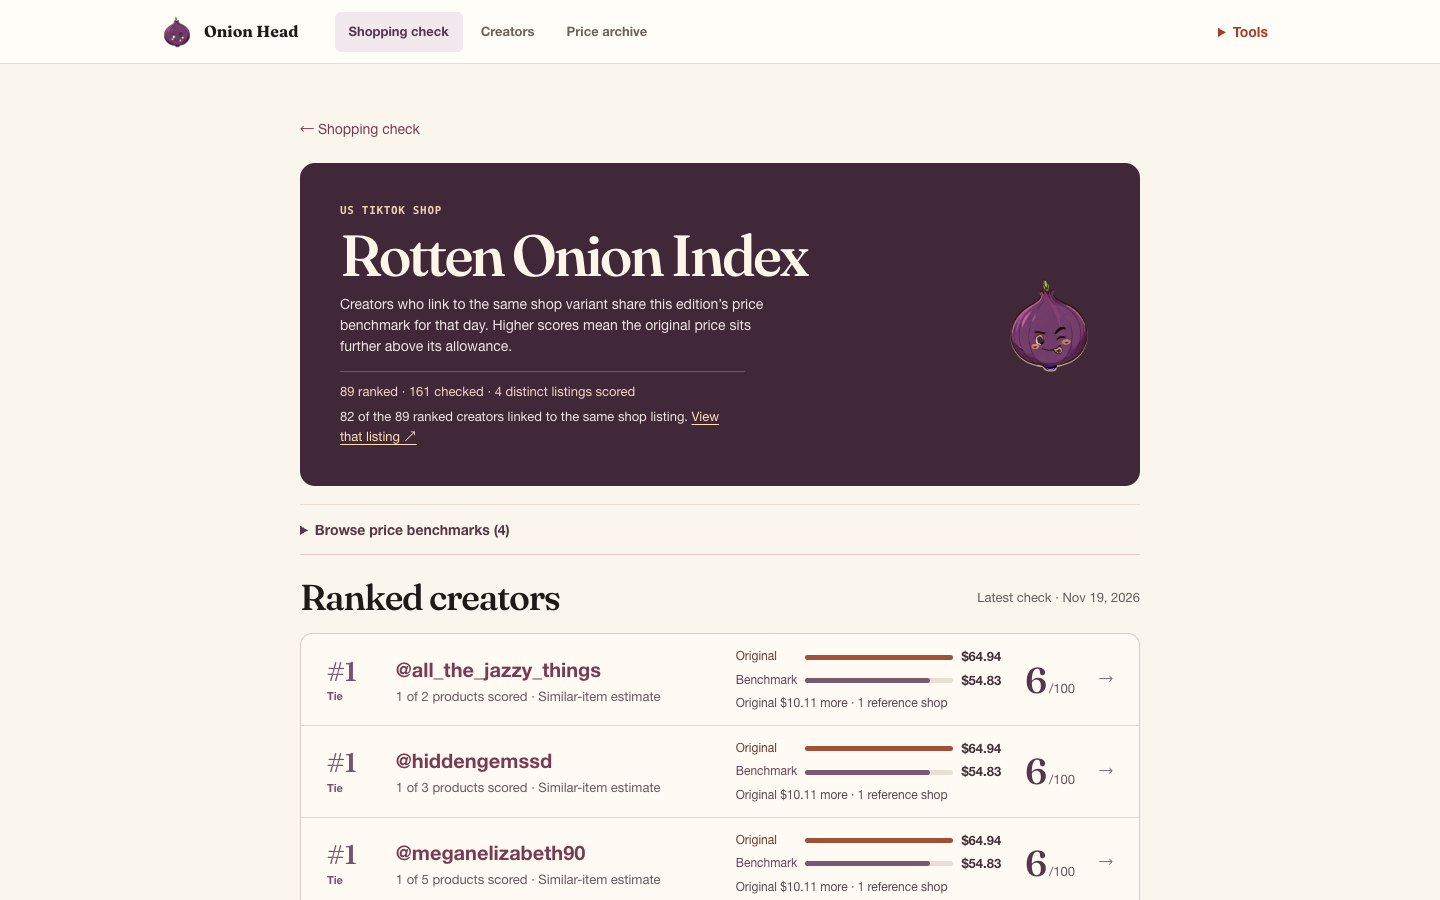 Onion Head
Shopping check
Creators
Price archive
▶ Tools
← Shopping check
US TIKTOK SHOP
Rotten Onion Index
Creators who link to the same shop variant share this edition’s price
benchmark for that day. Higher scores mean the original price sits
further above its allowance.
89 ranked · 161 checked · 4 distinct listings scored
82 of the 89 ranked creators linked to the same shop listing. View
that listing ↗
▶ Browse price benchmarks (4)
Ranked creators
Latest check · Nov 19, 2026
#1
Tie
@all_the_jazzy_things
1 of 2 products scored · Similar-item estimate
Original $64.94
Benchmark $54.83
Original $10.11 more · 1 reference shop
6/100 →
#1
Tie
@hiddengemssd
1 of 3 products scored · Similar-item estimate
Original $64.94
Benchmark $54.83
Original $10.11 more · 1 reference shop
6/100 →
#1
Tie
@meganelizabeth90
1 of 5 products scored · Similar-item estimate
Original $64.94
Benchmark $54.83
Original $10.11 more · 1 reference shop
6/100 →